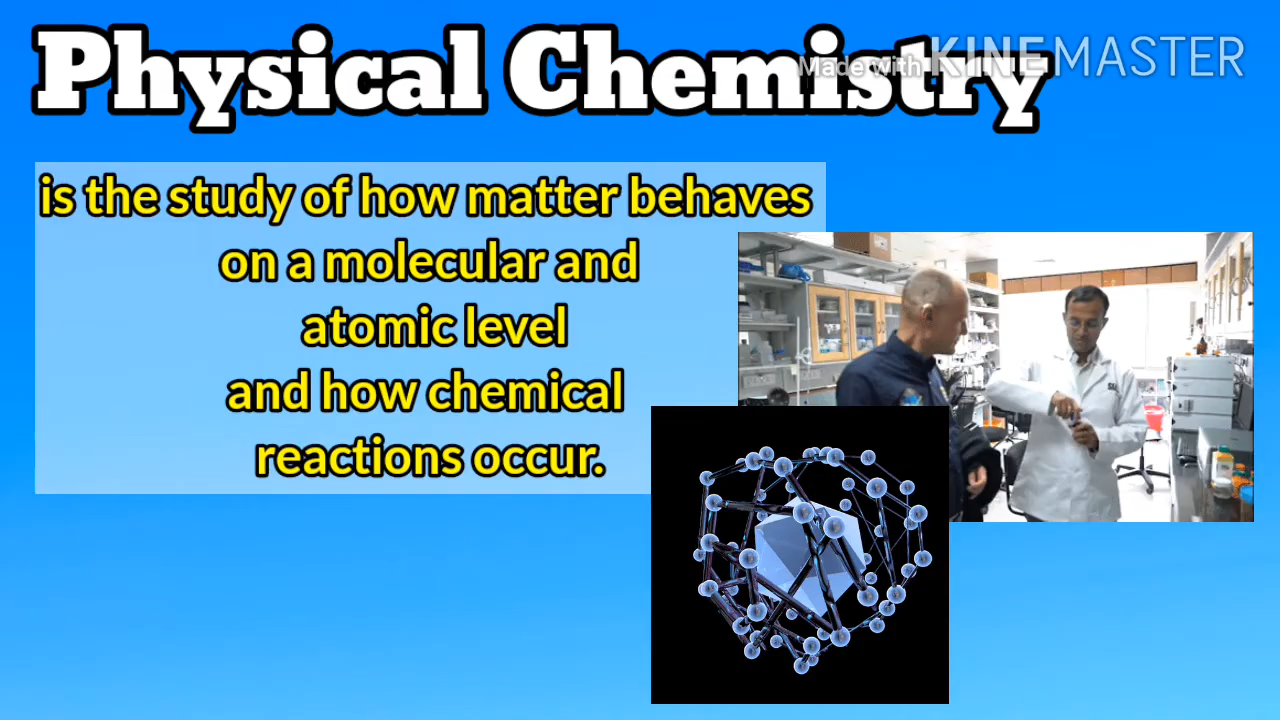 Physical Chemistry
Made with KINEMASTER
is the study of how matter behaves
on a molecular and
atomic level
and how chemical
reactions occur.